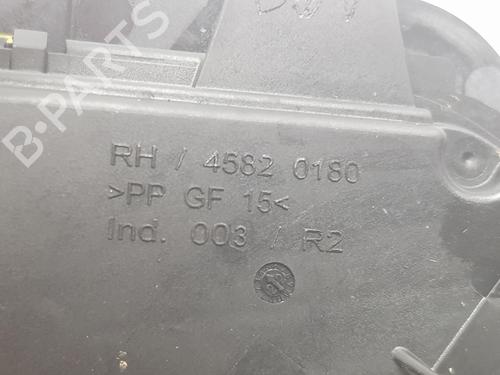 B-PARTS
RH / 4582 0180
>PP GF 15<
Ind. 003 / R2